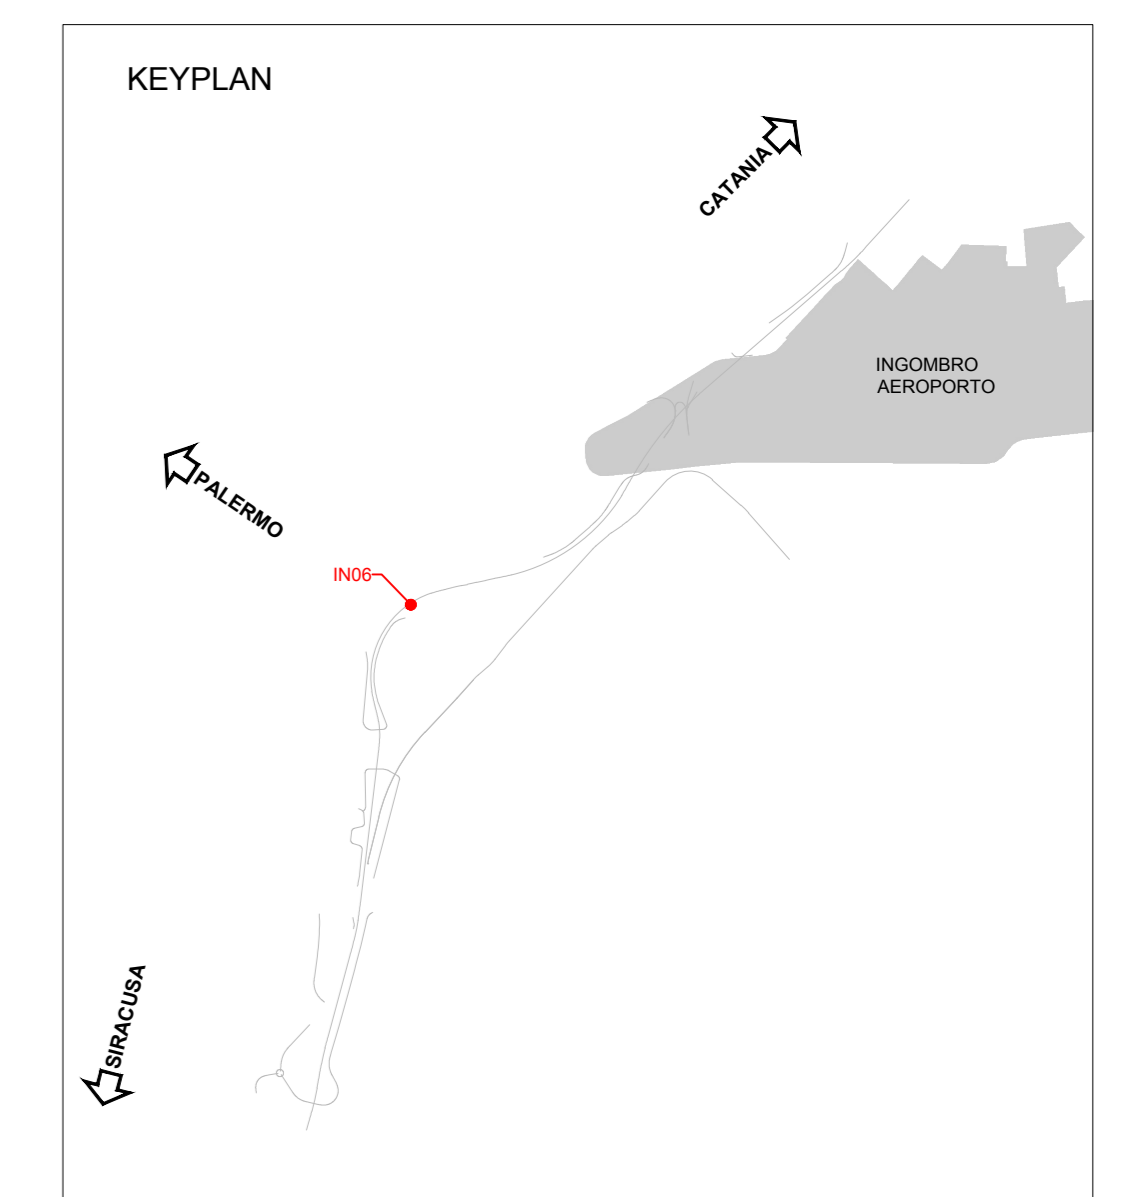 KEYPLAN
CATANIA
INGOMBRO
AEROPORTO
PALERMO
IN06
SIRACUSA